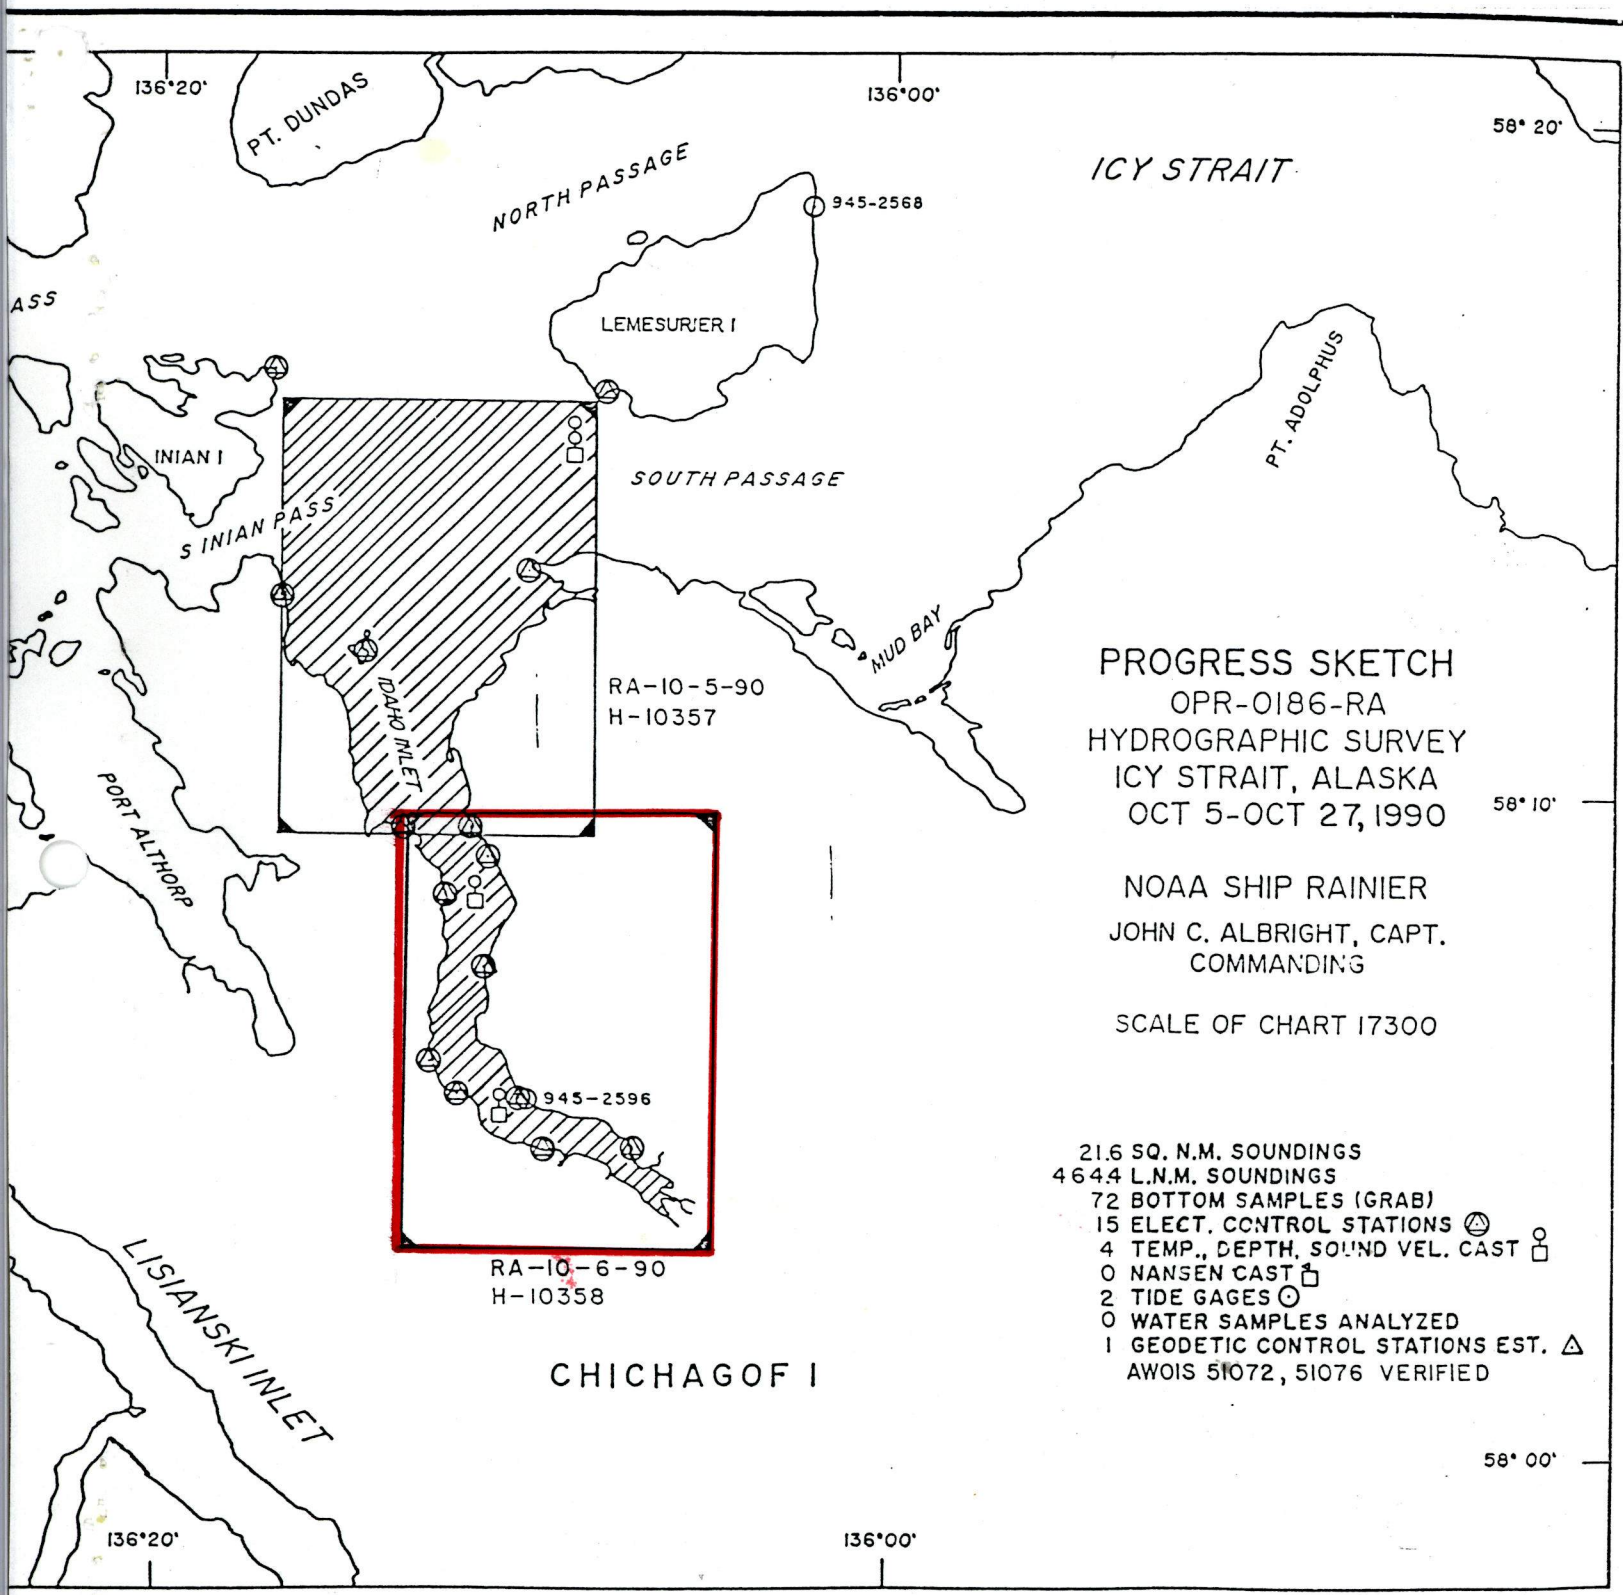 136°20'
136°00'
PT. DUNDAS
58° 20'
ICY STRAIT
NORTH PASSAGE
945-2568
ASS
LEMESURIER I
PT. ADOLPHUS
INIAN I
SOUTH PASSAGE
S INIAN PASS
MUD BAY
IDAHO INLET
RA-10-5-90
H-10357
PORT ALTHORP
PROGRESS SKETCH
OPR-O186-RA
HYDROGRAPHIC SURVEY
ICY STRAIT, ALASKA
OCT 5-OCT 27, 1990
58° 10'
NOAA SHIP RAINIER
JOHN C. ALBRIGHT, CAPT.
COMMANDING
SCALE OF CHART 17300
945-2596
21.6 SQ. N.M. SOUNDINGS
464.4 L.N.M. SOUNDINGS
72 BOTTOM SAMPLES (GRAB)
15 ELECT. CONTROL STATIONS
4 TEMP., DEPTH, SOUND VEL. CAST
0 NANSEN CAST
2 TIDE GAGES
0 WATER SAMPLES ANALYZED
1 GEODETIC CONTROL STATIONS EST.
AWOIS 51072, 51076 VERIFIED
RA-10-6-90
H-10358
LISIANSKI INLET
CHICHAGOF I
58° 00'
136°20'
136°00'